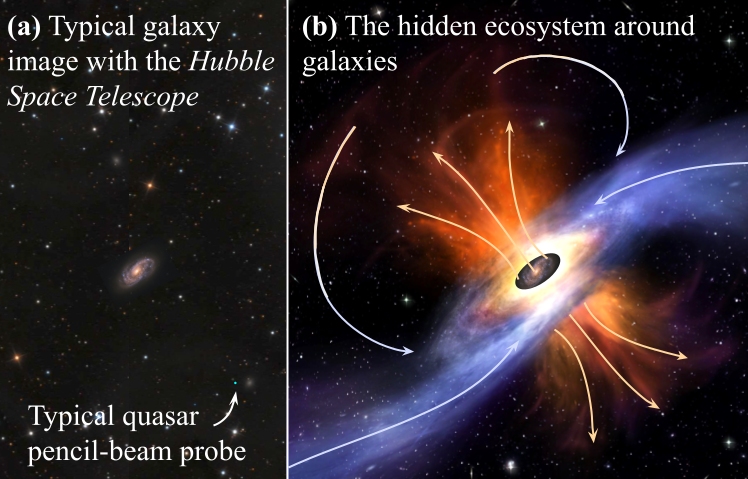 (a) Typical galaxy
image with the Hubble
Space Telescope
Typical quasar
pencil-beam probe
(b) The hidden ecosystem around
galaxies